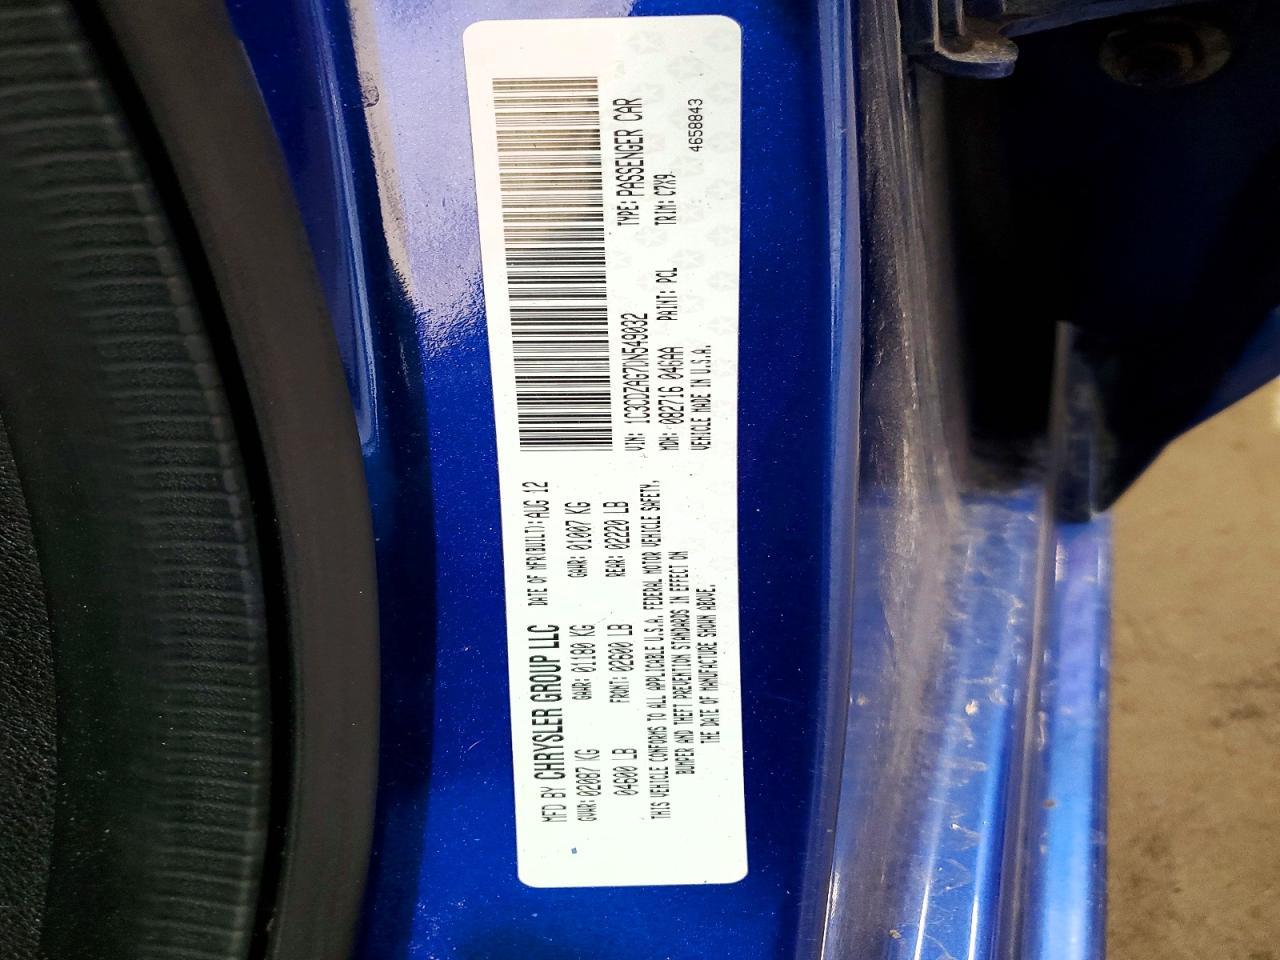 MFD BY CHRYSLER GROUP LLC DATE OF MFR(BUILT): AUG 12
GVWR: 02087 KG GAWR: 01180 KG GAWR: 01007 KG
04600 LB FRONT: 02600 LB REAR: 02220 LB
THIS VEHICLE CONFORMS TO ALL APPLICABLE U.S.A. FEDERAL MOTOR VEHICLE SAFETY,
BUMPER AND THEFT PREVENTION STANDARDS IN EFFECT ON
THE DATE OF MANUFACTURE SHOWN ABOVE.
VIN: 1C3CDZAG7DN549032 TYPE: PASSENGER CAR
MDH: 082716 046AA PAINT: PCL TRIM: C7X9
VEHICLE MADE IN U.S.A.
4658843